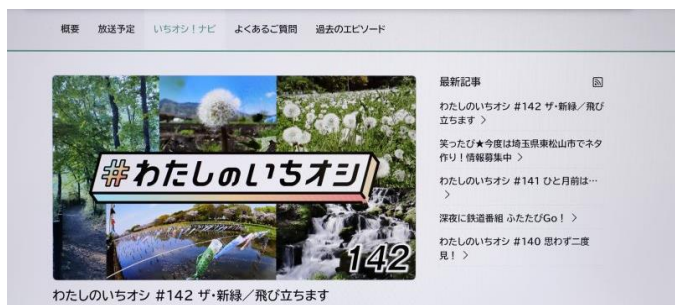 概要 放送予定 いちオシ!ナビ よくあるご質問 過去のエピソード
#わたしのいちオシ
142
わたしのいちオシ #142 ザ・新緑／飛び立ちます
最新記事
わたしのいちオシ #142 ザ・新緑／飛び
立ちます >
笑ったび★今度は埼玉県東松山市でネタ
作り！情報募集中 >
わたしのいちオシ #141 ひと月前は…
>
深夜に鉄道番組 ふたたびGo！ >
わたしのいちオシ #140 思わず二度
見！ >